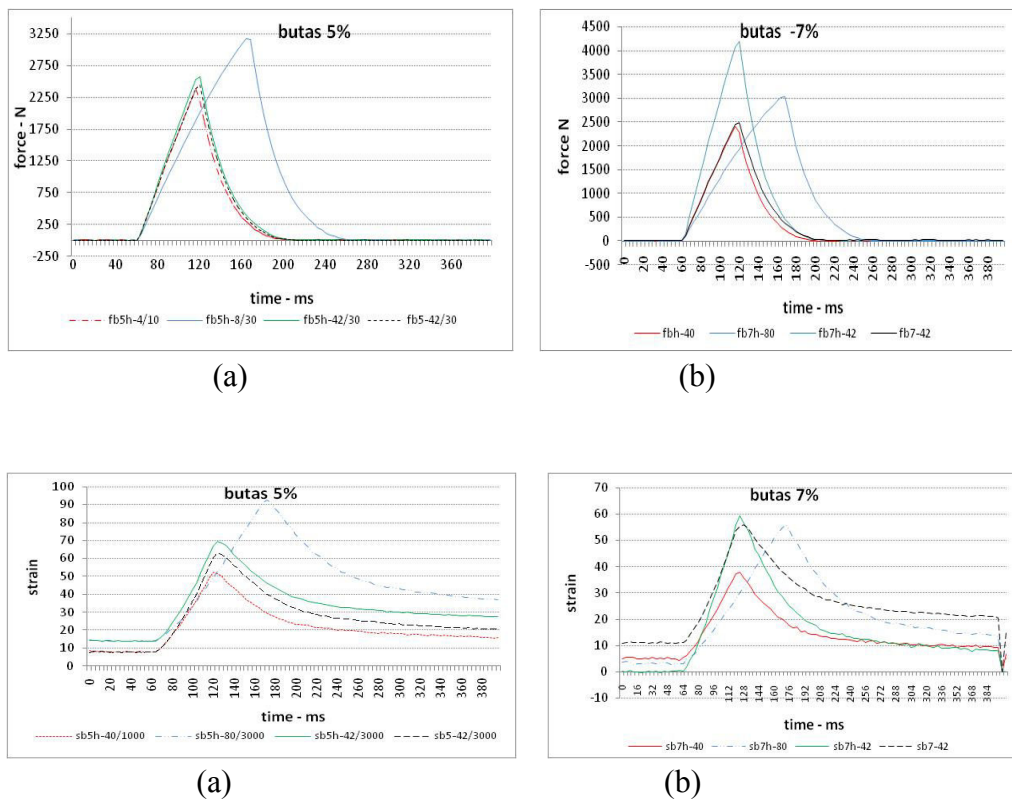 butas 5%
3250
2750
2250
1750
1250
750
250
-250
force - N
0 40 80 120 160 200 240 280 320 360
time - ms
fb5h-4/10 fb5h-8/30 fb5h-42/30 fb5-42/30
(a)
butas -7%
4500
4000
3500
3000
2500
2000
1500
1000
500
0
-500
force N
0 20 40 60 80 100 120 140 160 180 200 220 240 260 280 300 320 340 360 380
time - ms
fbh-40 fb7h-80 fb7h-42 fb7-42
(b)
butas 5%
100
90
80
70
60
50
40
30
20
10
0
strain
0 20 40 60 80 100 120 140 160 180 200 220 240 260 280 300 320 340 360 380
time - ms
sb5h-40/1000 sb5h-80/3000 sb5h-42/3000 sb5-42/3000
(a)
butas 7%
70
60
50
40
30
20
10
0
-10
strain
0 16 32 48 64 80 96 112 128 144 160 176 192 208 224 240 256 272 288 304 320 336 352 368 384
time - ms
sb7h-40 sb7h-80 sb7h-42 sb7-42
(b)